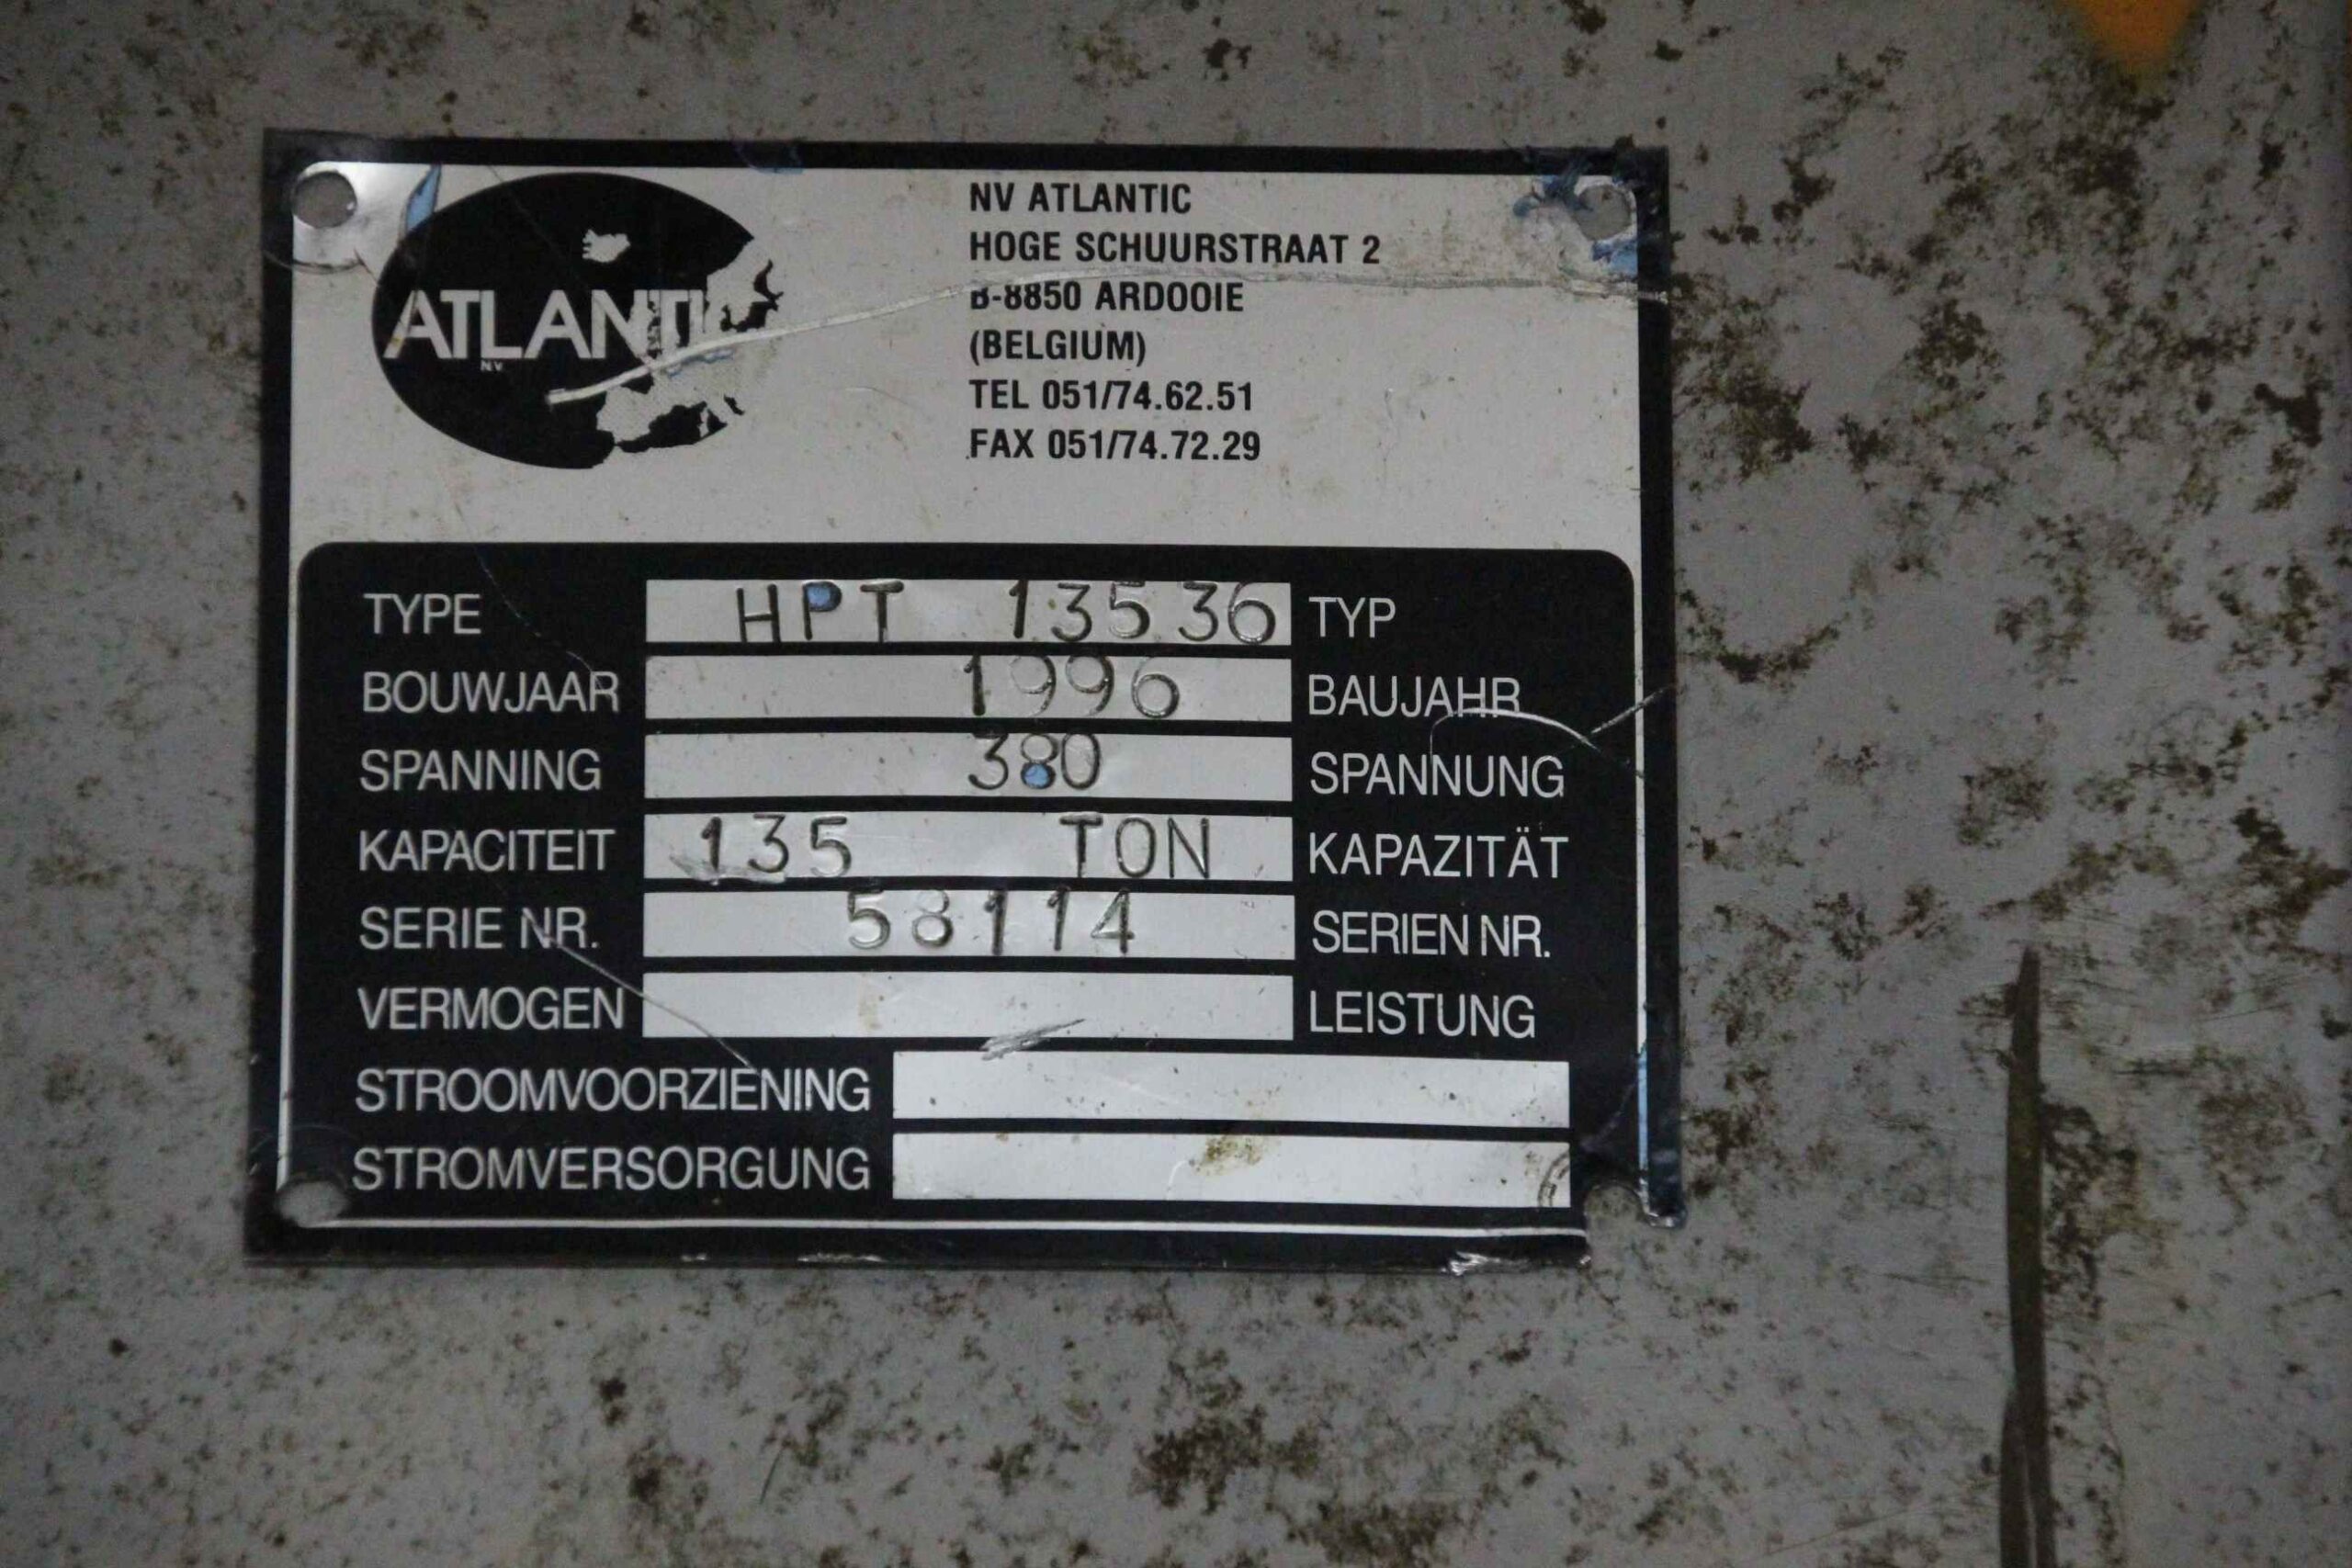 ATLANTIC
NV
NV ATLANTIC
HOGE SCHUURSTRAAT 2
B-8850 ARDOOIE
(BELGIUM)
TEL 051/74.62.51
FAX 051/74.72.29
TYPE HPT 13536 TYP
BOUWJAAR 1996 BAUJAHR
SPANNING 380 SPANNUNG
KAPACITEIT 135 TON KAPAZITÄT
SERIE NR. 58114 SERIEN NR.
VERMOGEN LEISTUNG
STROOMVOORZIENING
STROMVERSORGUNG